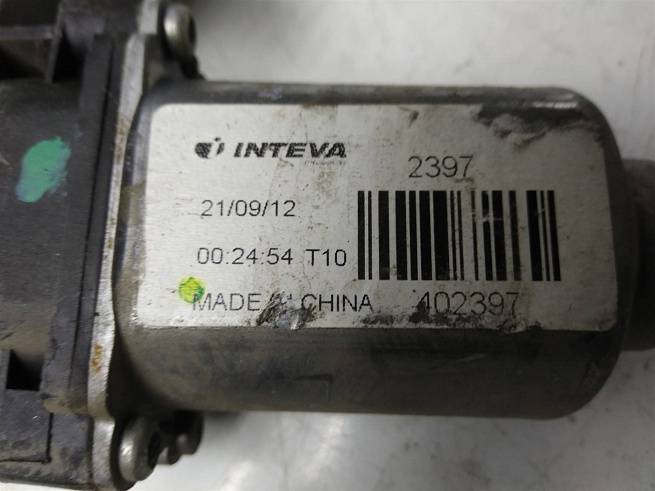 INTEVA
2397
21/09/12
00:24:54 T10
MADE IN CHINA
402397